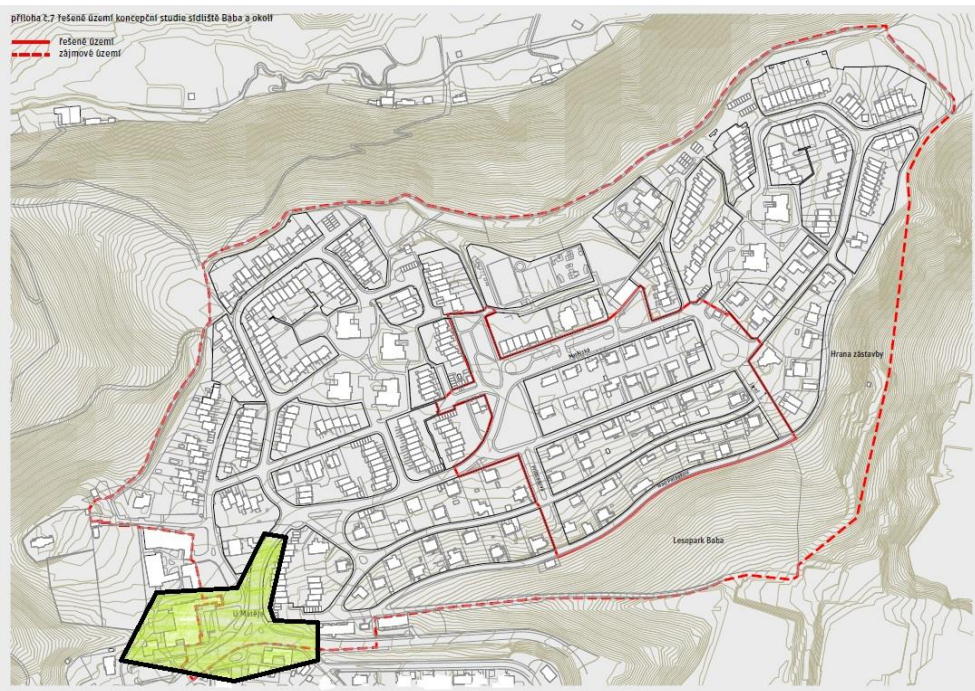 příloha č.7 řešené území koncepční studie sídliště Baba a okolí
řešené území
zájmové území
Hrana zástavby
Lesopark Baba
U Matěje